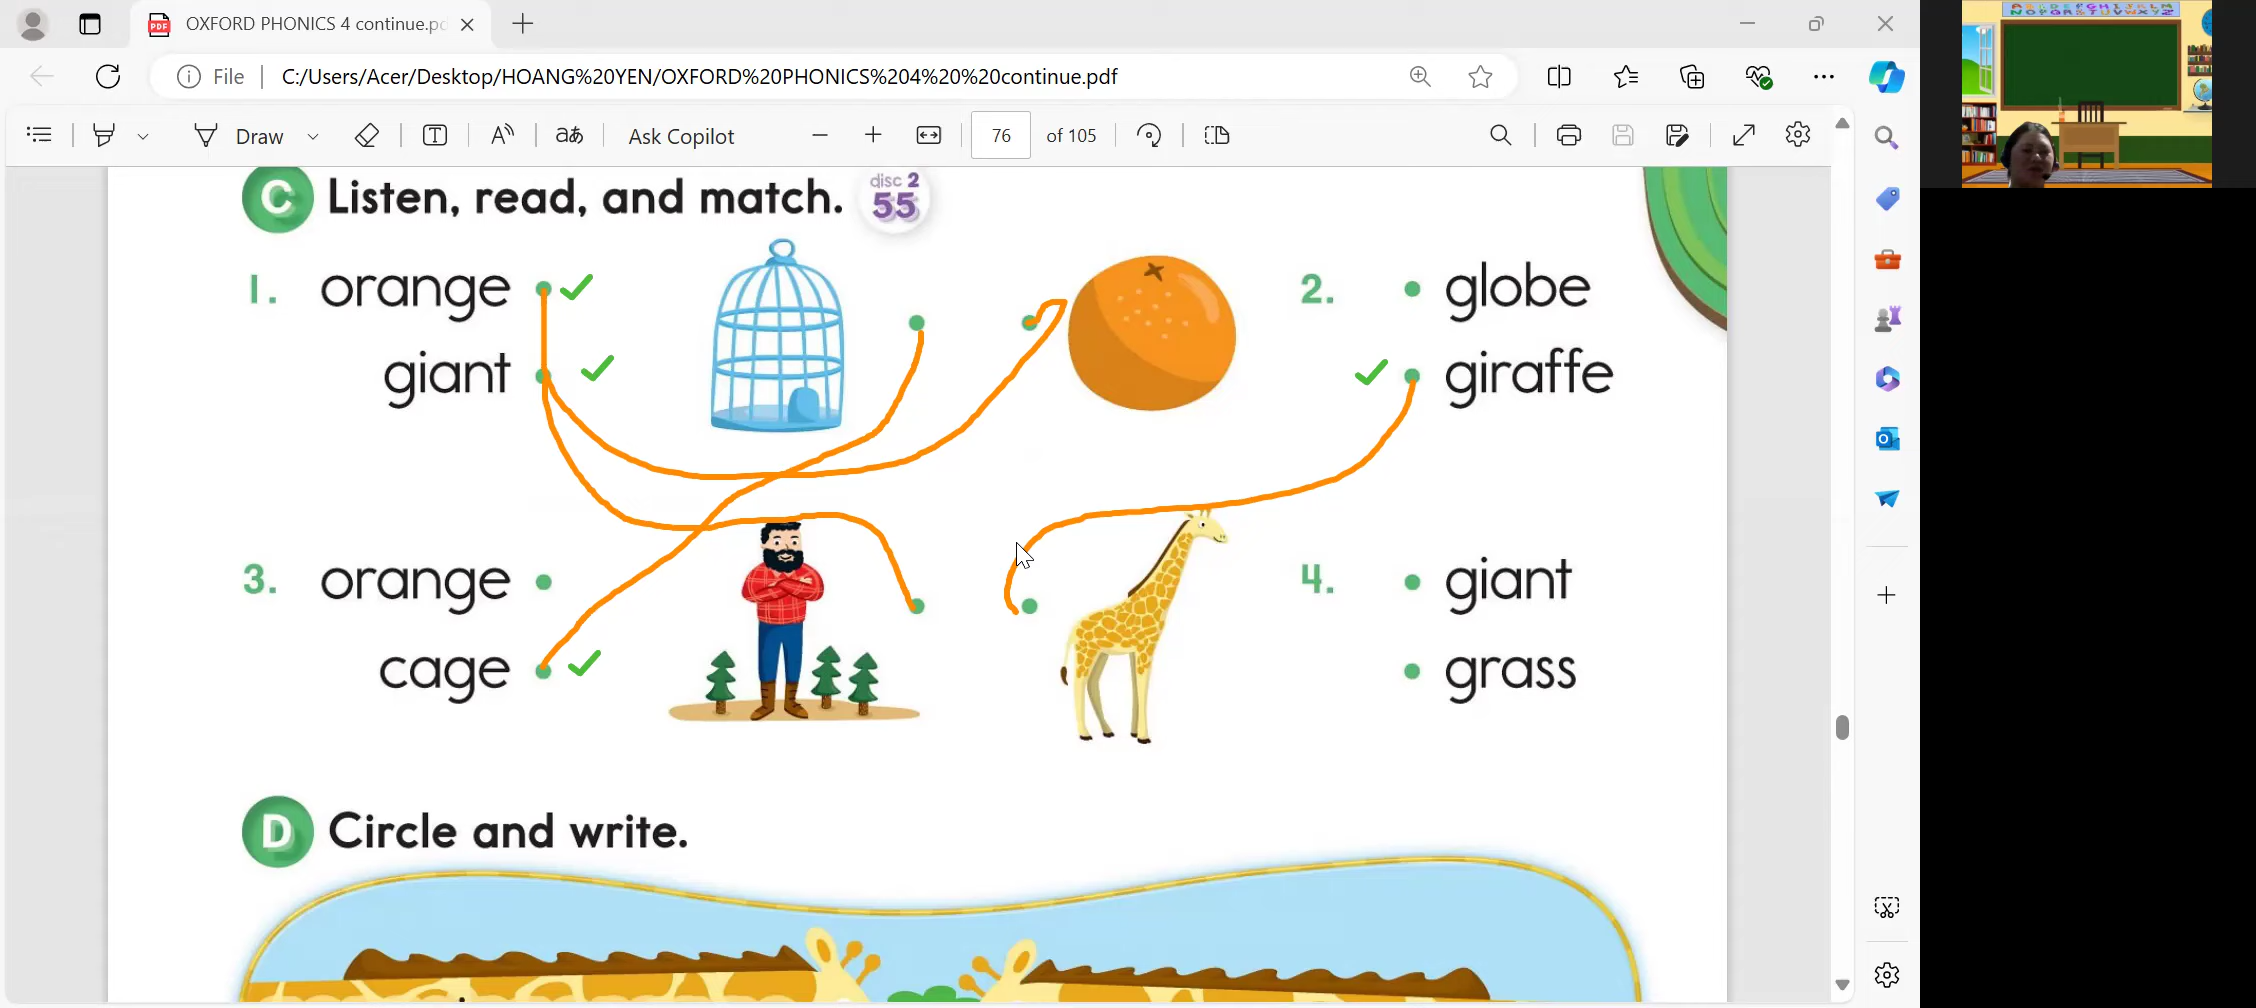 OXFORD PHONICS 4 continue.pd
File
C:/Users/Acer/Desktop/HOANG%20YEN/OXFORD%20PHONICS%204%20%20continue.pdf
Draw
Ask Copilot
76 of 105
C Listen, read, and match. disc 2 55
1. orange
giant
2. globe
giraffe
3. orange
cage
4. giant
grass
D Circle and write.